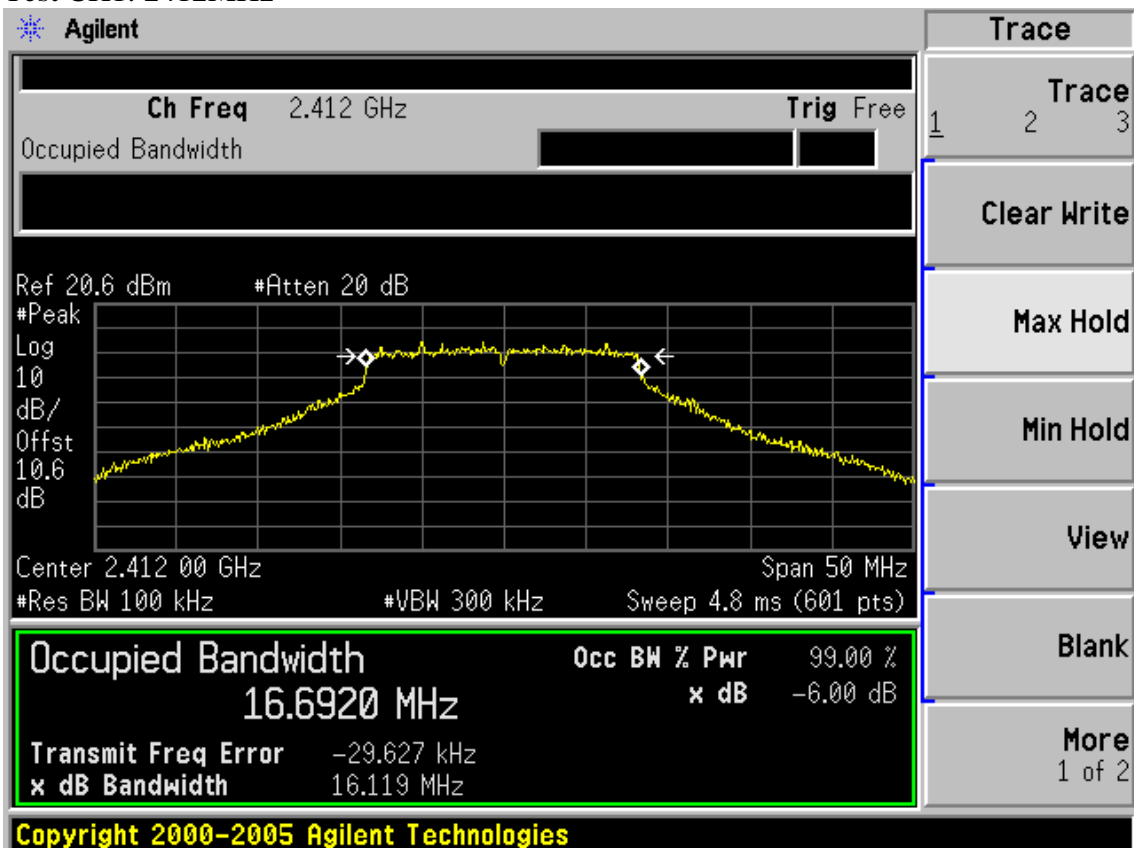 Agilent
Trace
Ch Freq 2.412 GHz Trig Free
Occupied Bandwidth
Trace
1 2 3
Clear Write
Max Hold
Min Hold
View
Blank
More
1 of 2
Ref 20.6 dBm #Atten 20 dB
#Peak
Log
10
dB/
Offst
10.6
dB
Center 2.412 00 GHz Span 50 MHz
#Res BW 100 kHz #VBW 300 kHz Sweep 4.8 ms (601 pts)
Occupied Bandwidth Occ BW % Pwr 99.00 %
16.6920 MHz x dB -6.00 dB
Transmit Freq Error -29.627 kHz
x dB Bandwidth 16.119 MHz
Copyright 2000-2005 Agilent Technologies